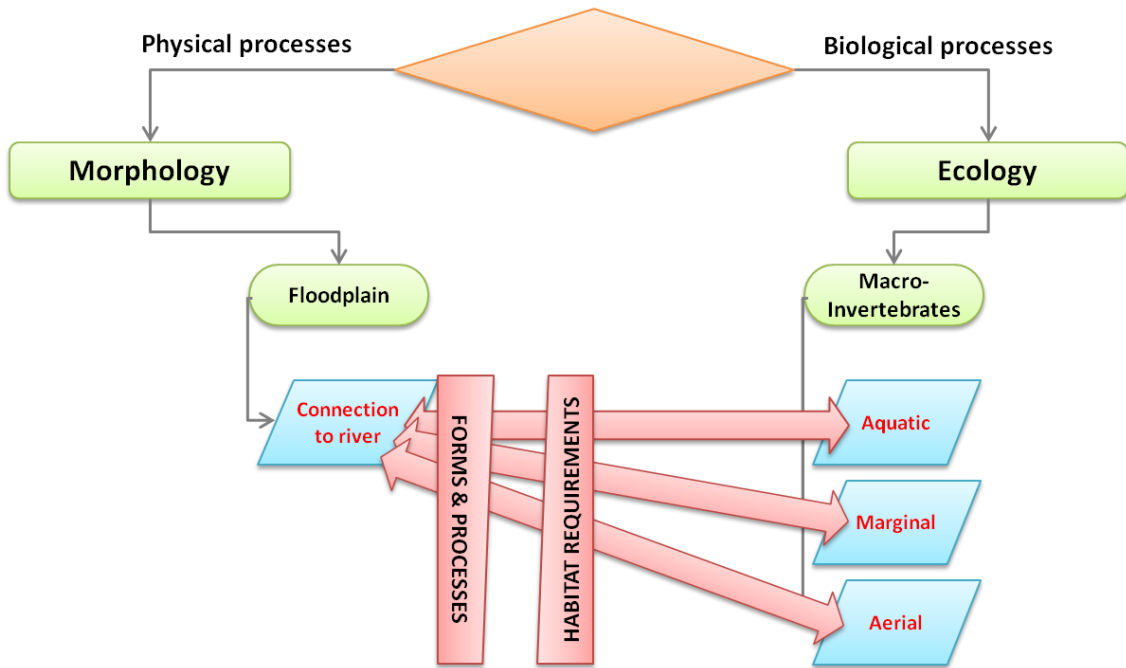 Physical processes
Biological processes
Morphology
Ecology
Floodplain
Macro-
Invertebrates
Connection
to river
FORMS & PROCESSES
HABITAT REQUIREMENTS
Aquatic
Marginal
Aerial